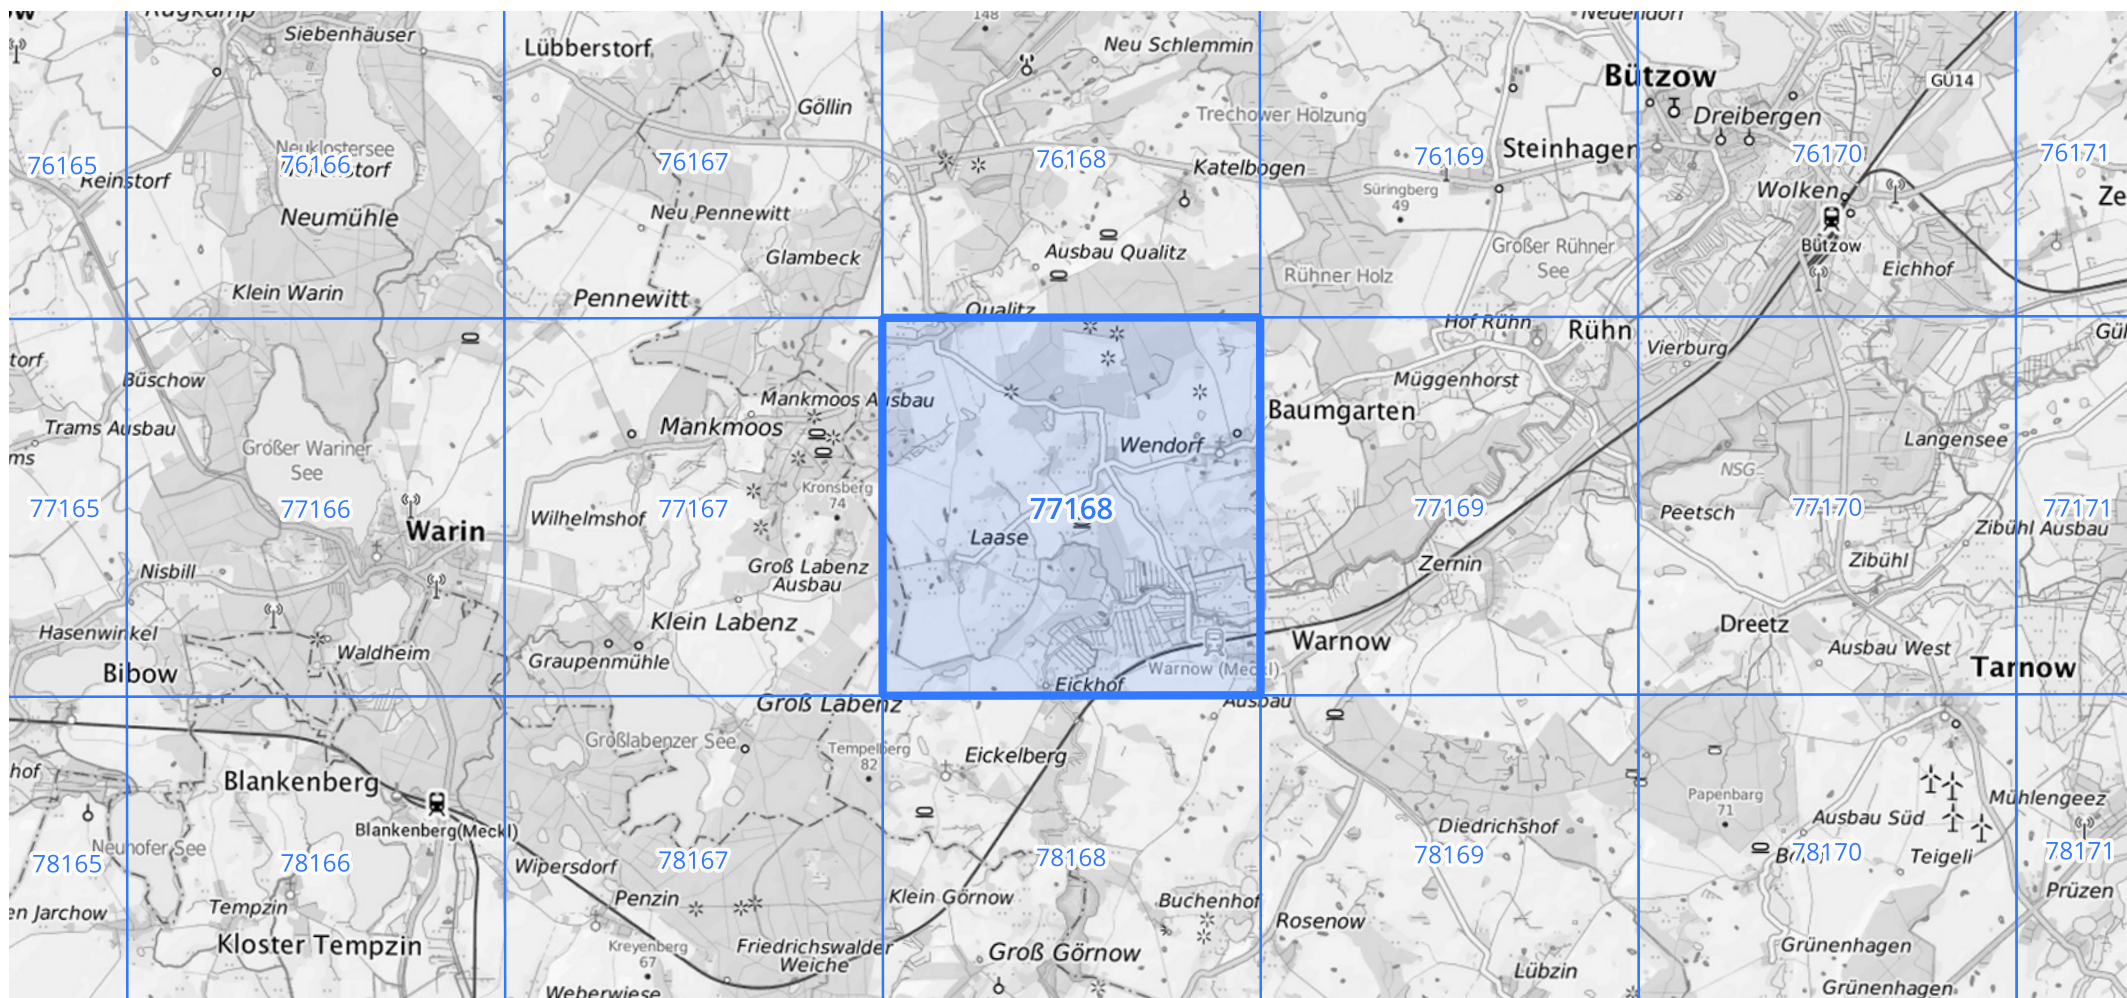 Siebenhäuser
Lübberstorf
148
Neu Schlemmin
Bützow
GÜ14
Göllin
Trechower Holzung
Dreibergen
Neuklostersee
76165
76166
76167
76168
76169
Steinhagen
76170
76171
Reinstorf
Katelbogen
Süringberg
49
Wolken
Ze
Neumühle
Neu Pennewitt
Glambeck
Ausbau Qualitz
Großer Rühner
See
Bützow
Rühner Holz
Eichhof
Klein Warin
Pennewitt
Qualitz
Hof Rühn
Rühn
Vierburg
Gül
torf
Büschow
Mankmoos Ausbau
Müggenhorst
Baumgarten
Trams Ausbau
Mankmoos
Wendorf
Langensee
ms
Großer Wariner
See
NSG
Kronsberg
74
77165
77166
77167
77168
77169
77170
77171
Warin
Wilhelmshof
Peetsch
Zibühl Ausbau
Laase
Nisbill
Groß Labenz
Ausbau
Zernin
Zibühl
Hasenwinkel
Klein Labenz
Dreetz
Waldheim
Graupenmühle
Warnow
Ausbau West
Bibow
Warnow (Meckl)
Tarnow
Eickhof
Groß Labenz
Ausbau
Großlabenzer See
Tempelberg
82
Eickelberg
hof
Blankenberg
Papenbarg
71
Mühlengeez
Blankenberg(Meckl)
Diedrichshof
Ausbau Süd
Neuhofer See
78165
78166
78167
78168
78169
78170
Teigeli
78171
Wipersdorf
Prüzen
en Jarchow
Tempzin
Penzin
Klein Görnow
Buchenhof
Rosenow
Kloster Tempzin
Kreyenberg
67
Friedrichswalder
Weiche
Groß Görnow
Grünenhagen
Lübzin
Weberwiese
Grünenhagen